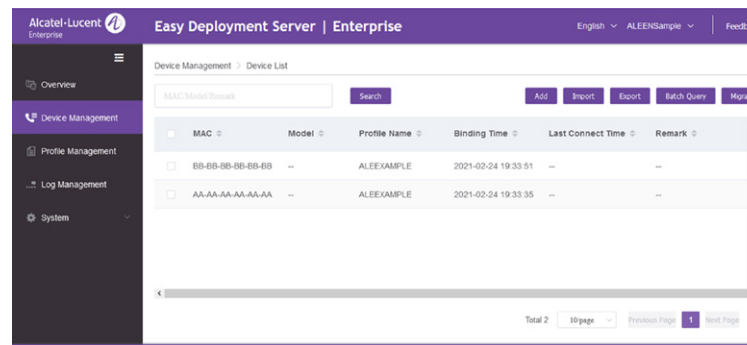 Alcatel·Lucent
Enterprise
Easy Deployment Server | Enterprise
English
ALEENSample
Feedb
Device Management > Device List
Overview
MAC/Model/Remark
Search
Add
Import
Export
Batch Query
Migra
Device Management
MAC
Model
Profile Name
Binding Time
Last Connect Time
Remark
Profile Management
BB-BB-BB-BB-BB-BB -- ALEEXAMPLE 2021-02-24 19:33:51 -- --
Log Management
AA-AA-AA-AA-AA-AA -- ALEEXAMPLE 2021-02-24 19:33:35 -- --
System
Total 2
10/page
Previous Page
1
Next Page